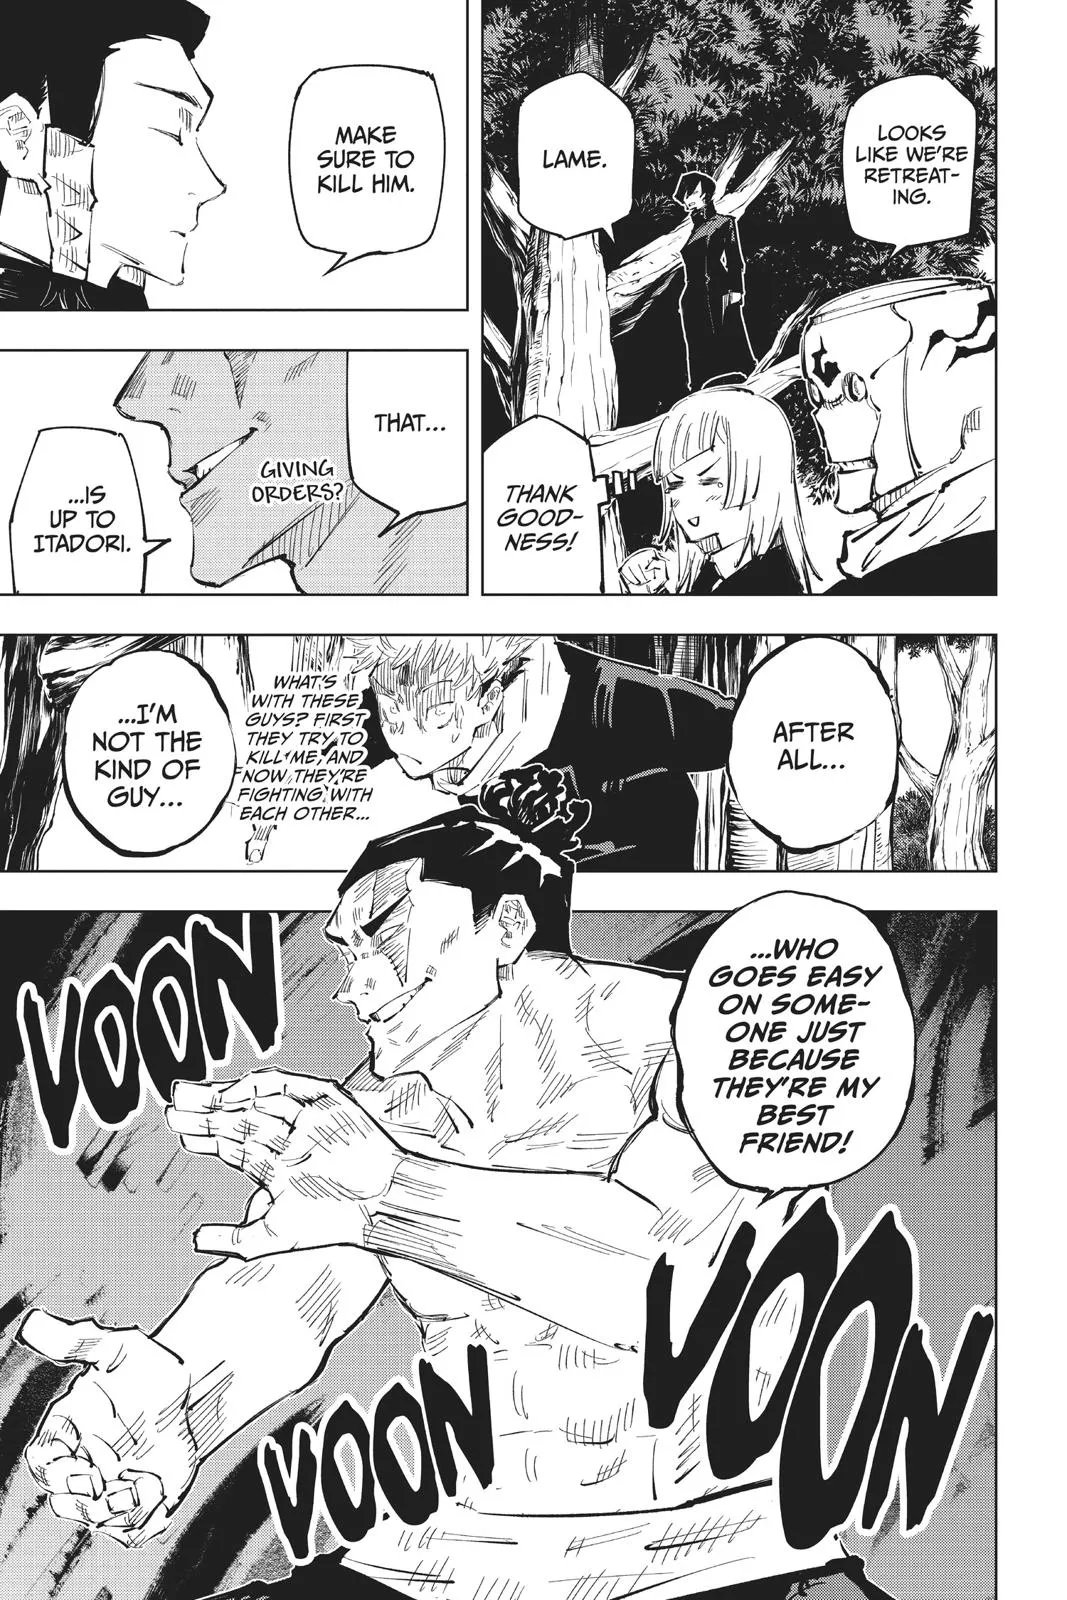 LOOKS
LIKE WE'RE
RETREAT-
ING.
LAME.
THANK
GOOD-
NESS!
MAKE
SURE TO
KILL HIM.
THAT...
GIVING
ORDERS?
...IS
UP TO
ITADORI.
AFTER
ALL...
WHAT'S
WITH THESE
GUYS? FIRST
THEY TRY TO
KILL ME, AND
NOW THEY'RE
FIGHTING WITH
EACH OTHER...
...I'M
NOT THE
KIND OF
GUY...
...WHO
GOES EASY
ON SOME-
ONE JUST
BECAUSE
THEY'RE MY
BEST
FRIEND!
VOON
VOON
VOON